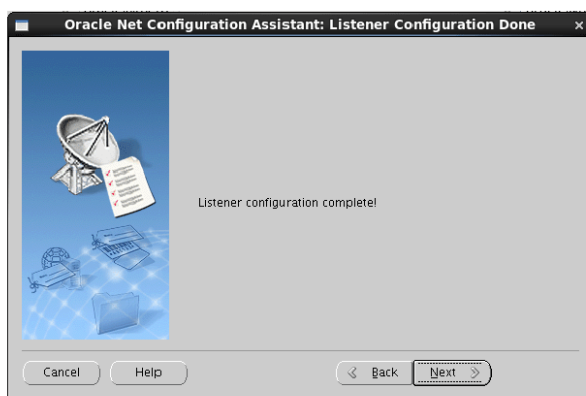 Oracle Net Configuration Assistant: Listener Configuration Done
Listener configuration complete!
Cancel
Help
Back
Next